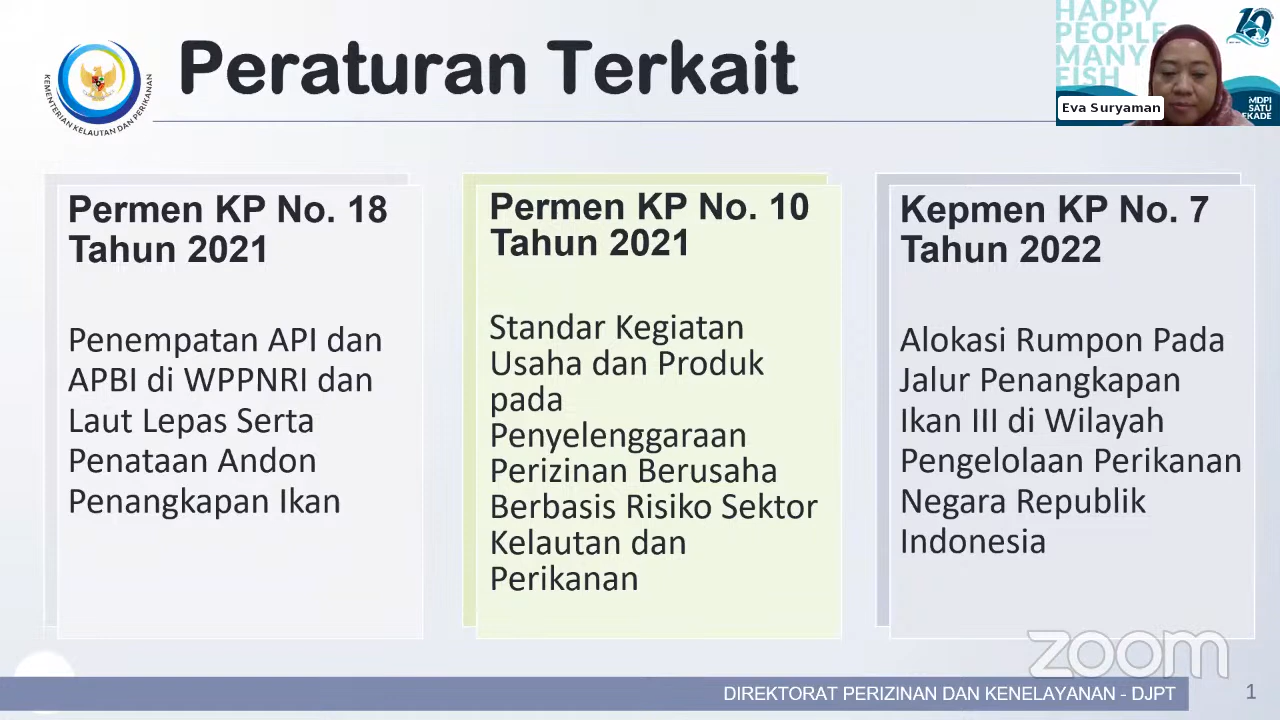 Peraturan Terkait
KEMENTERIAN KELAUTAN DAN PERIKANAN
HAPPY
PEOPLE
MANY
FISH
Eva Suryaman
MDPI
SATU
EKADE
Permen KP No. 18
Tahun 2021
Penempatan API dan
APBI di WPPNRI dan
Laut Lepas Serta
Penataan Andon
Penangkapan Ikan
Permen KP No. 10
Tahun 2021
Standar Kegiatan
Usaha dan Produk
pada
Penyelenggaraan
Perizinan Berusaha
Berbasis Risiko Sektor
Kelautan dan
Perikanan
Kepmen KP No. 7
Tahun 2022
Alokasi Rumpon Pada
Jalur Penangkapan
Ikan III di Wilayah
Pengelolaan Perikanan
Negara Republik
Indonesia
zoom
DIREKTORAT PERIZINAN DAN KENELAYANAN - DJPT
1